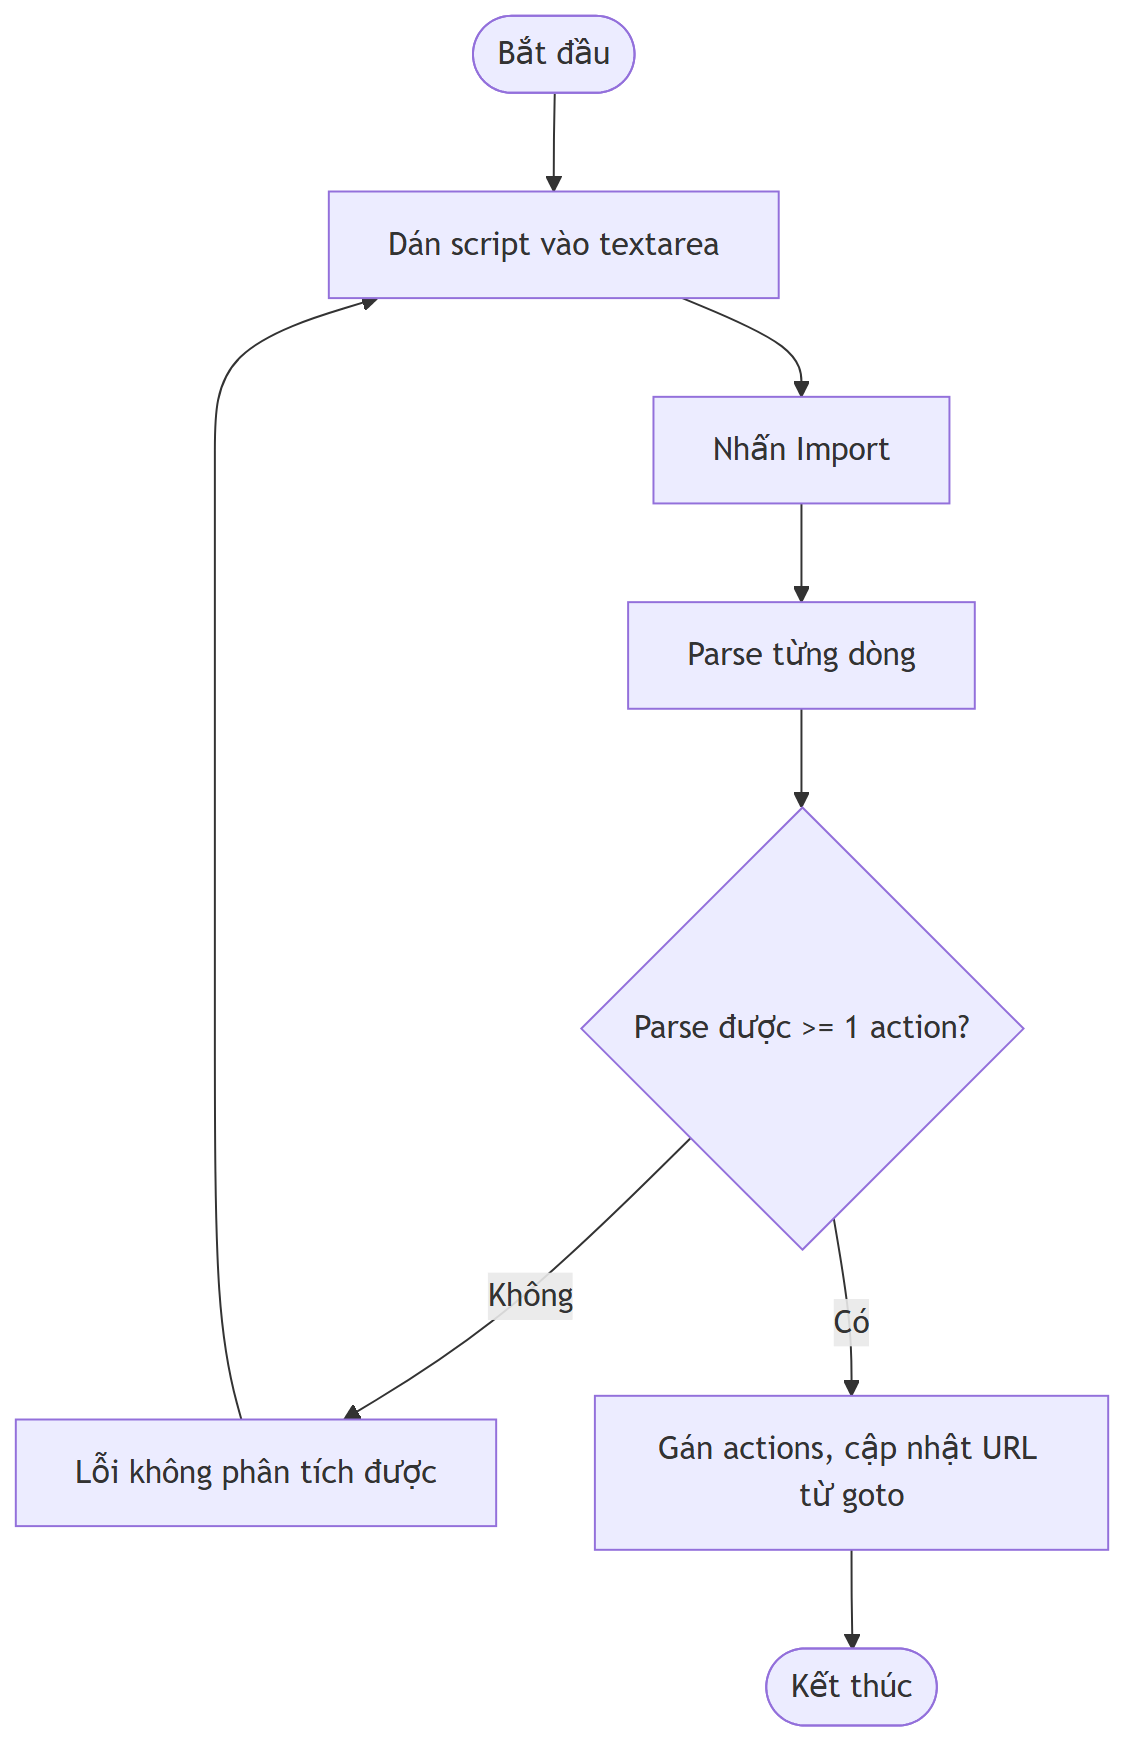 Bắt đầu
Dán script vào textarea
Nhấn Import
Parse từng dòng
Parse được >= 1 action?
Không
Có
Lỗi không phân tích được
Gán actions, cập nhật URL
từ goto
Kết thúc